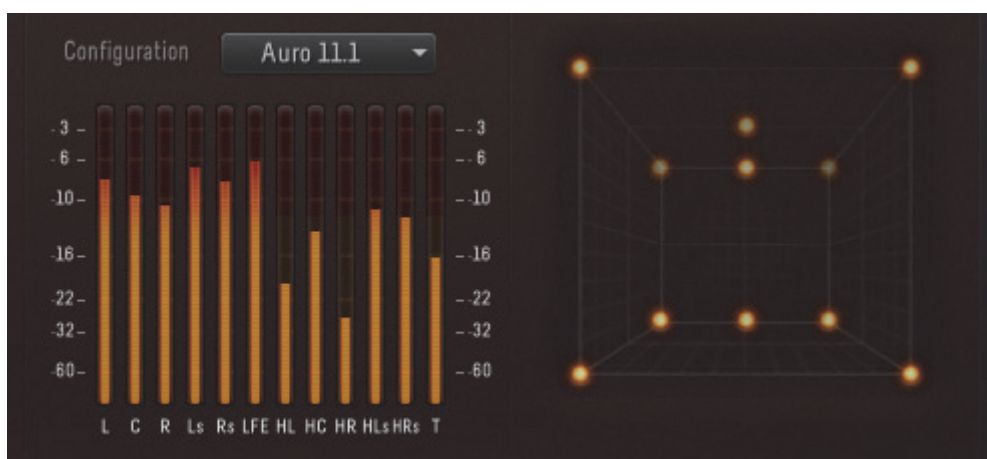 Configuration Auro 11.1
- 3 – – - 3
- 6 – – - 6
-10 – – -10
-16 – – -16
-22 – – -22
-32 – – -32
-60 – – -60
L C R Ls Rs LFE HL HC HR HLs HRs T